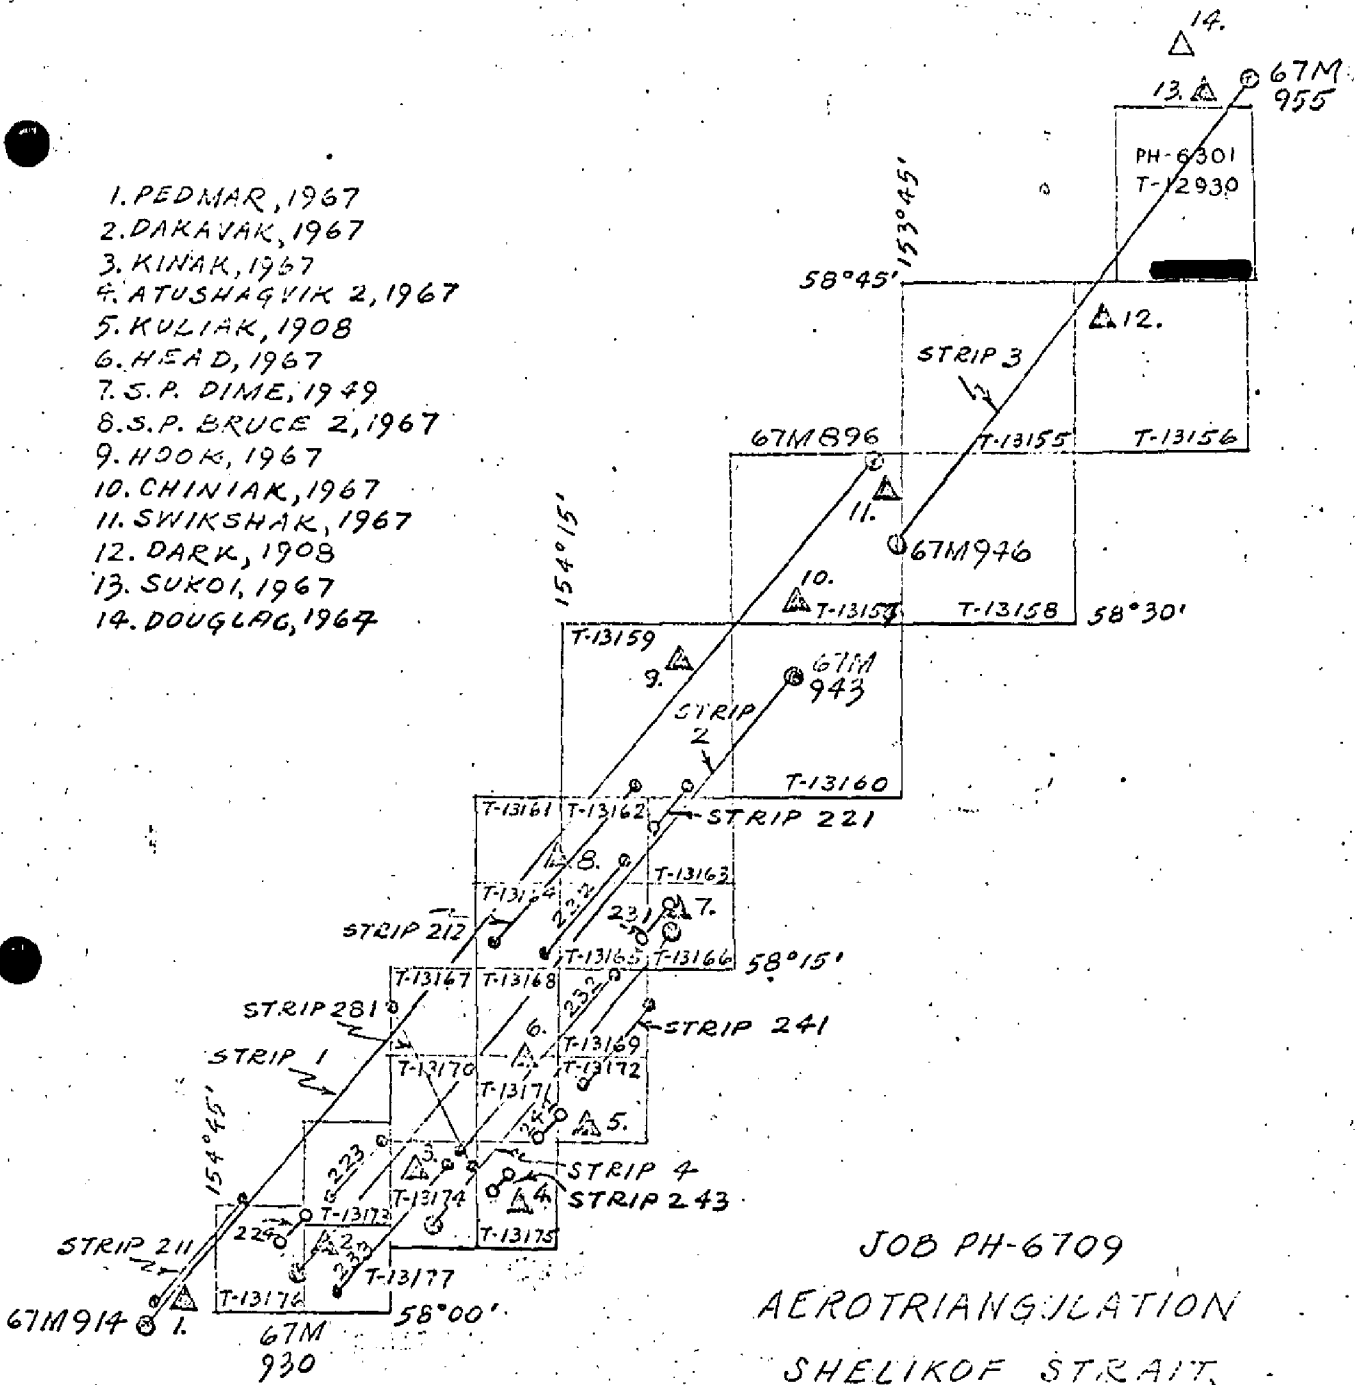 14.
13.
67M
955
PH-6301
T-12930
1. PEDMAR, 1967
2. DAKAVAK, 1967
3. KINAK, 1967
4. ATUSHAGVIK 2, 1967
5. KULIAK, 1908
6. HEAD, 1967
7. S.P. DIME, 1949
8. S.P. BRUCE 2, 1967
9. HOOK, 1967
10. CHINIAK, 1967
11. SWIKSHAK, 1967
12. DARK, 1908
13. SUKOI, 1967
14. DOUGLAS, 1964
153°45'
58°45'
12.
STRIP 3
67M896
T-13155
T-13156
11.
67M946
154°15'
10.
T-13157
T-13158
58°30'
T-13159
9.
67M
943
STRIP
2
T-13160
T-13161
T-13162
STRIP 221
8.
T-13163
T-13164
222
231
7.
STRIP 212
T-13165
T-13166
58°15'
T-13167
T-13168
232
STRIP 281
6.
STRIP 241
T-13169
STRIP 1
T-13170
T-13172
T-13171
154°45'
242
5.
223
3.
STRIP 4
T-13174
4.
STRIP 243
T-13173
224
2.
T-13175
STRIP 211
233
T-13177
T-13176
67M914
1.
58°00'
67M
930
JOB PH-6709
AEROTRIANGULATION
SHELIKOF STRAIT,